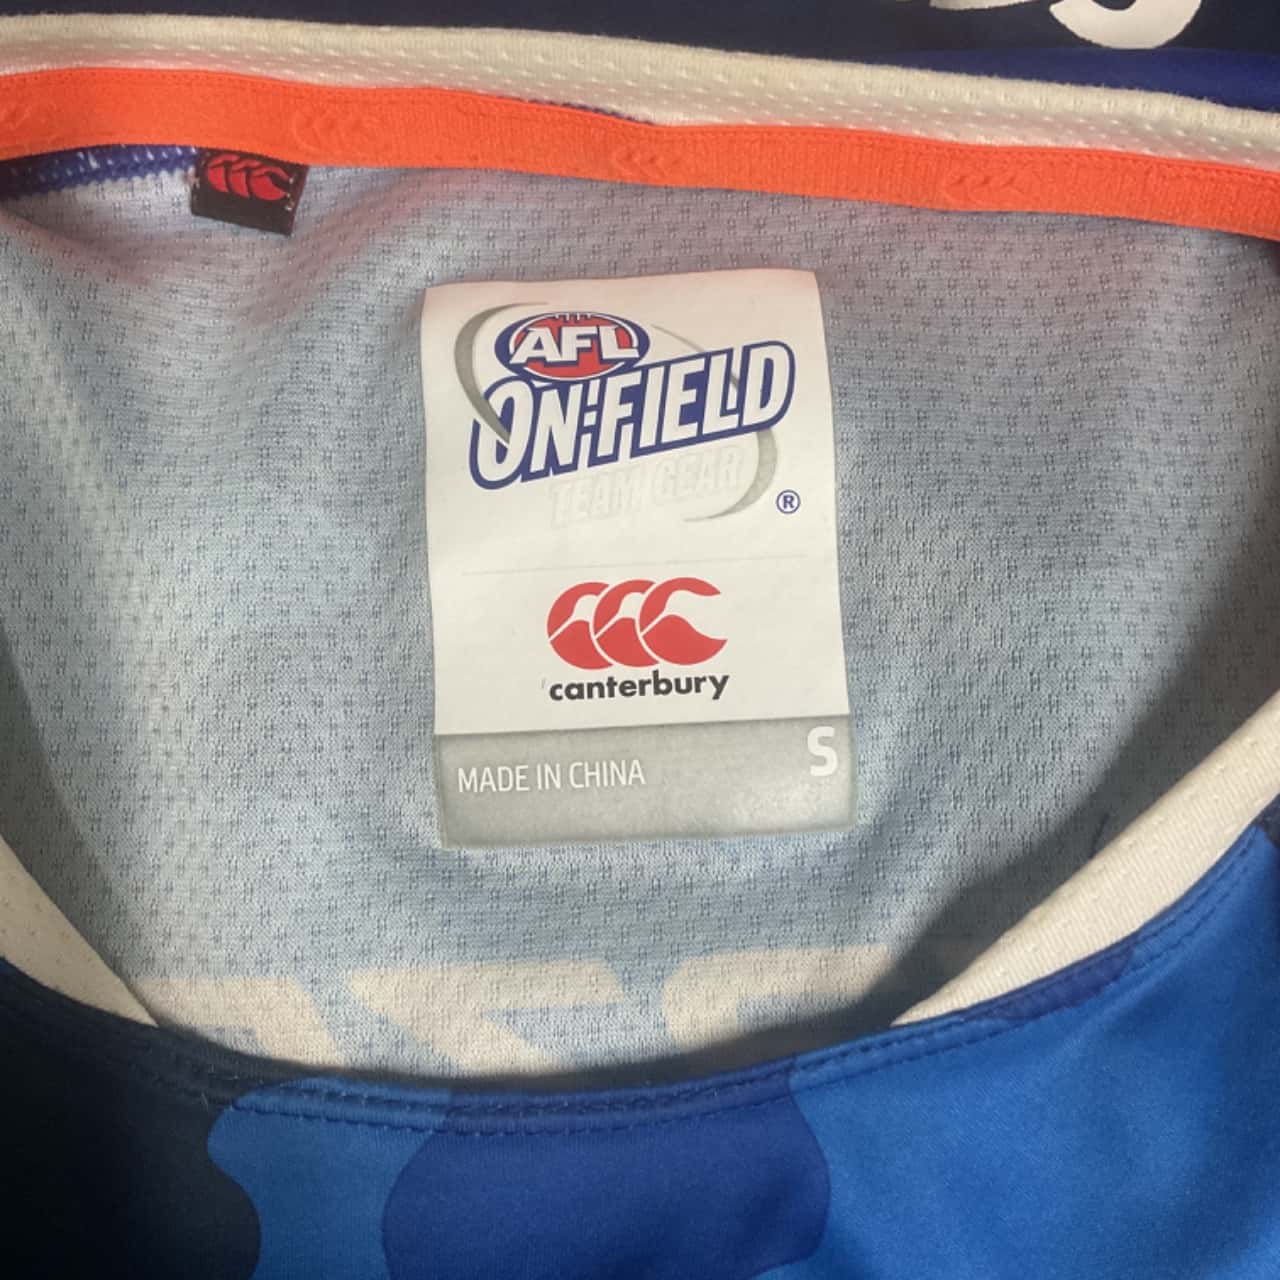 AFL
ON:FIELD
TEAM GEAR
®
canterbury
MADE IN CHINA
S